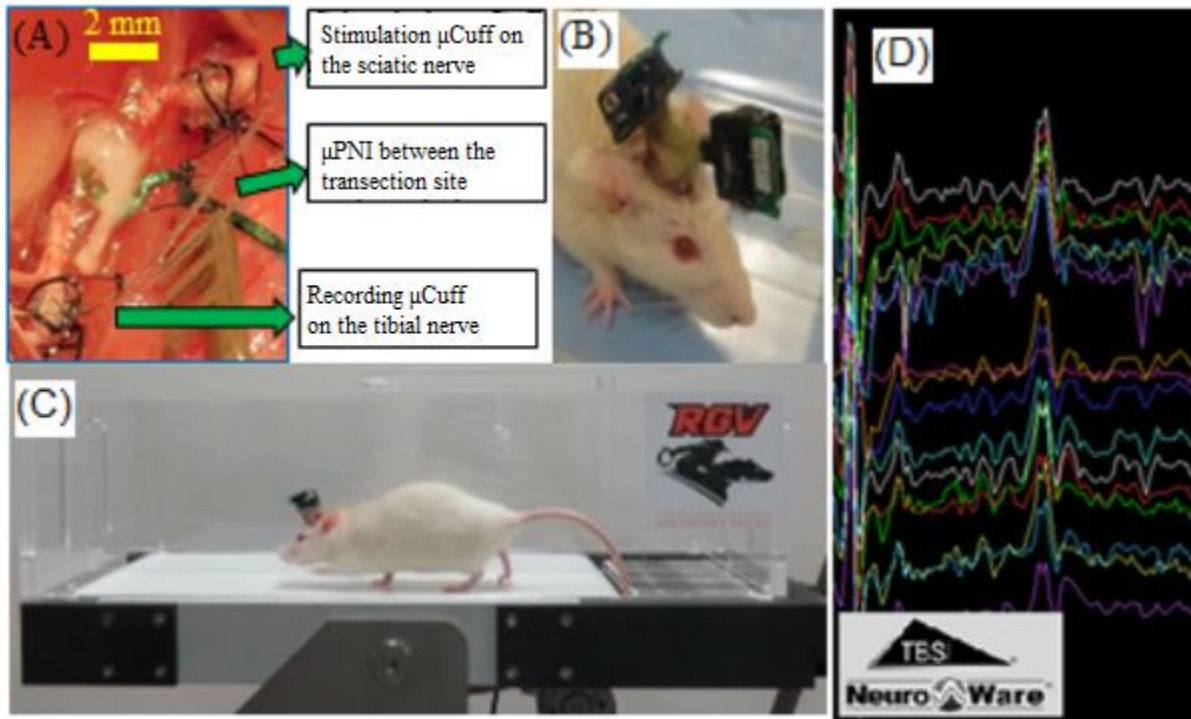 (A)
2 mm
Stimulation μCuff on
the sciatic nerve
μPNI between the
transection site
Recording μCuff
on the tibial nerve
(B)
(C)
RGV
(D)
TBSI
NeuroWare